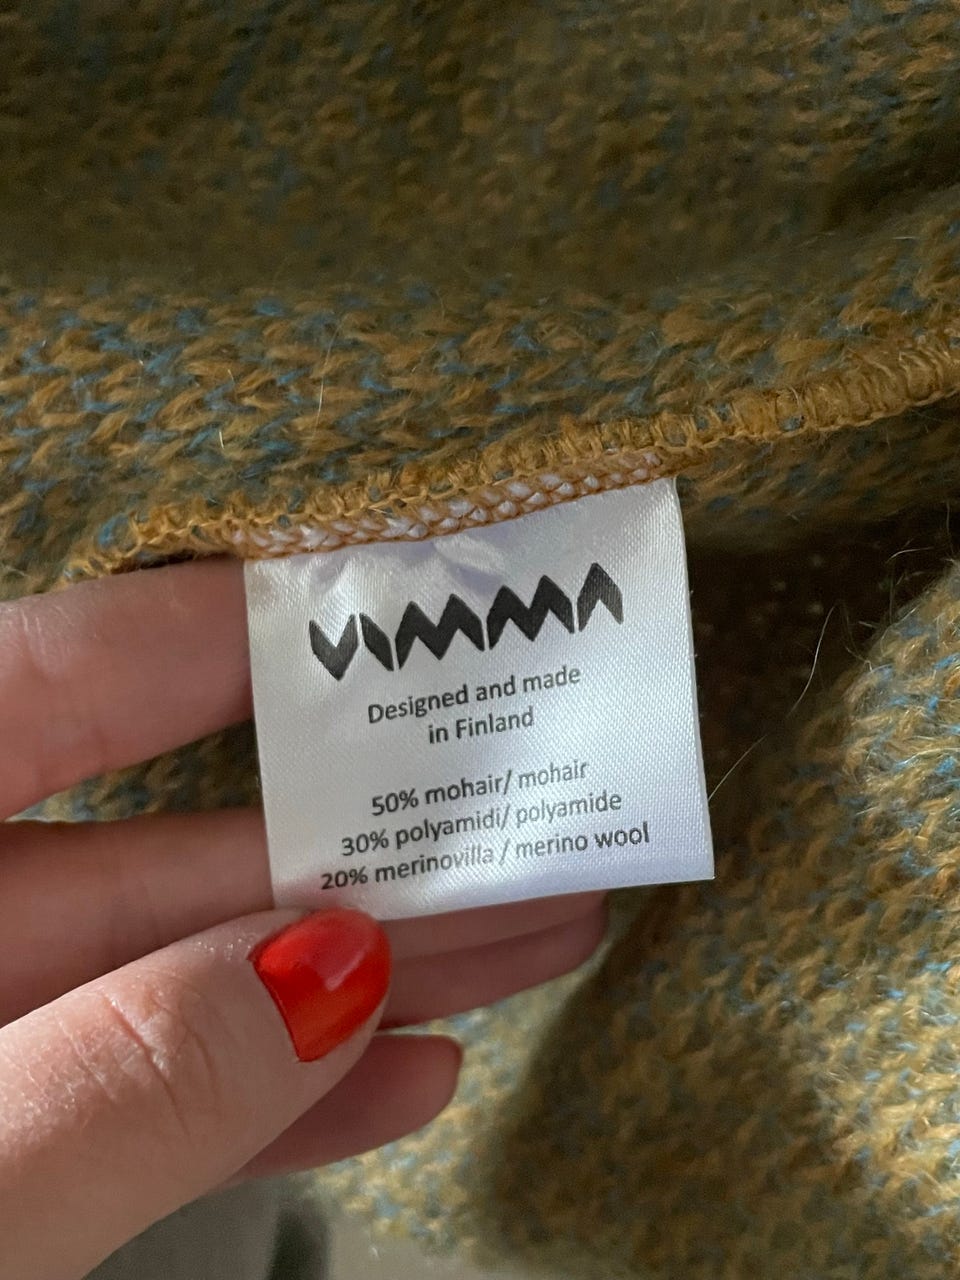 VIMMA
Designed and made
in Finland
50% mohair/ mohair
30% polyamidi/ polyamide
20% merinovilla / merino wool